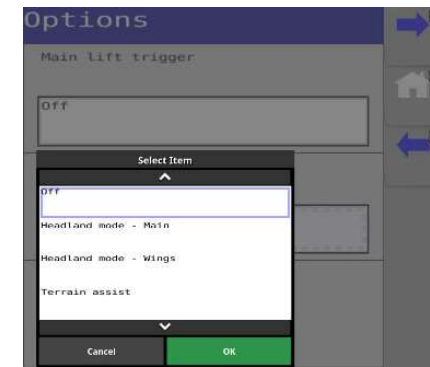 Options
Main lift trigger
Off
Select Item
Off
Headland mode - Main
Headland mode - Wings
Terrain assist
Cancel
OK